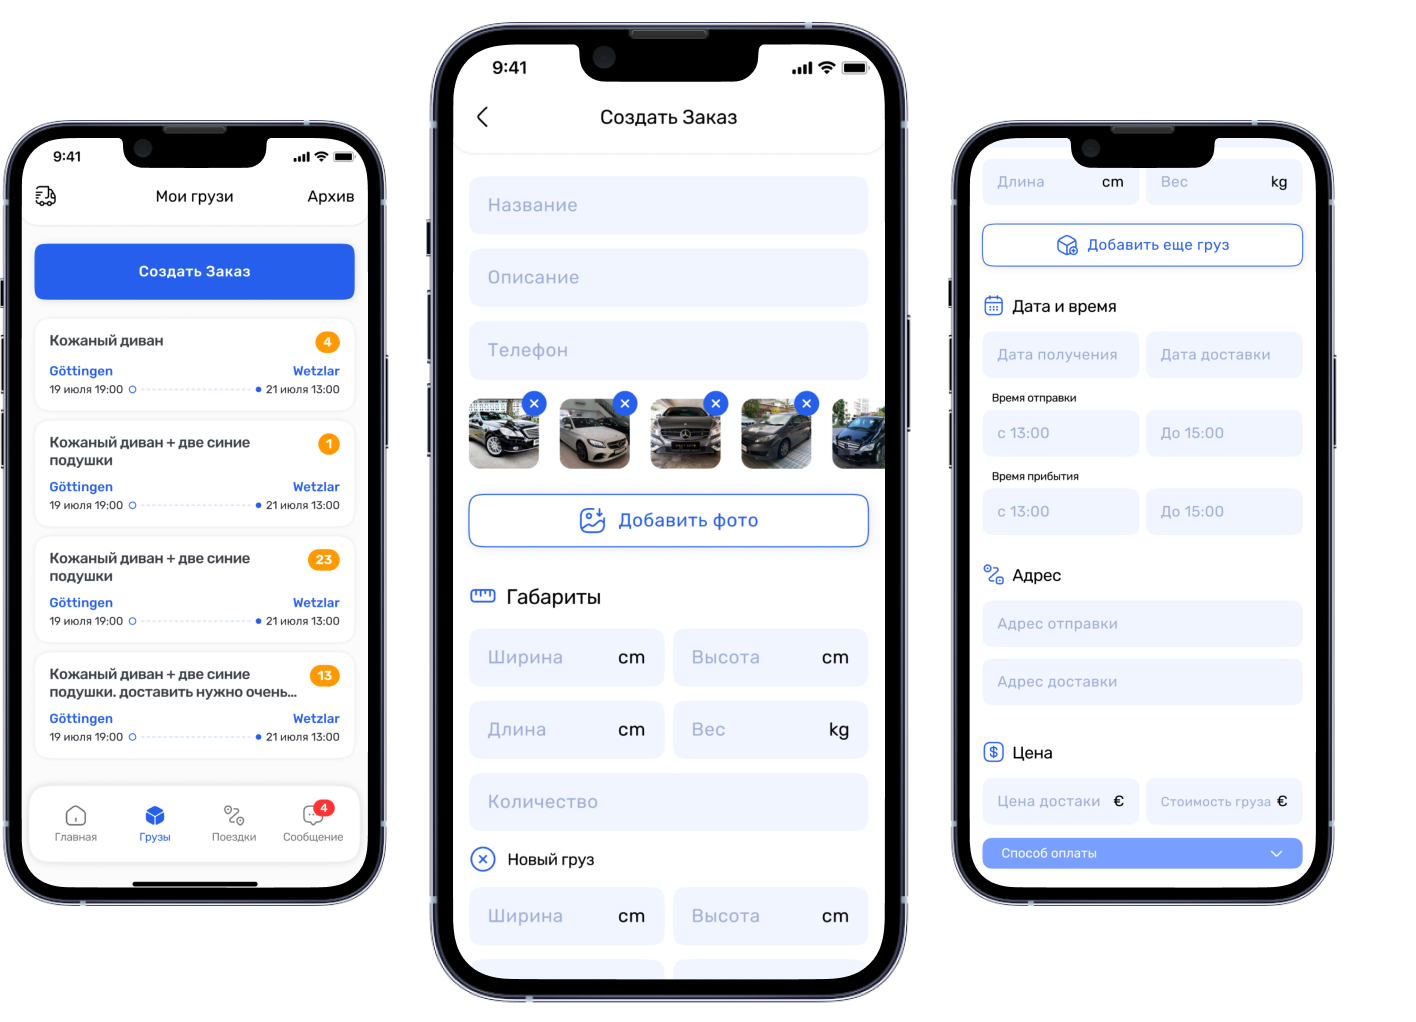 9:41
Мои грузи
Архив
Создать Заказ
Кожаный диван
4
Göttingen
Wetzlar
19 июля 19:00
21 июля 13:00
Кожаный диван + две синие
подушки
1
Göttingen
Wetzlar
19 июля 19:00
21 июля 13:00
Кожаный диван + две синие
подушки
23
Göttingen
Wetzlar
19 июля 19:00
21 июля 13:00
Кожаный диван + две синие
подушки. доставить нужно очень...
13
Göttingen
Wetzlar
19 июля 19:00
21 июля 13:00
4
Главная
Грузы
Поездки
Сообщение
9:41
Создать Заказ
Название
Описание
Телефон
Добавить фото
Габариты
Ширина cm
Высота cm
Длина cm
Вес kg
Количество
Новый груз
Ширина cm
Высота cm
Длина cm
Вес kg
Добавить еще груз
Дата и время
Дата получения
Дата доставки
Время отправки
с 13:00
До 15:00
Время прибытия
с 13:00
До 15:00
Адрес
Адрес отправки
Адрес доставки
Цена
Цена достаки €
Стоимость груза €
Способ оплаты